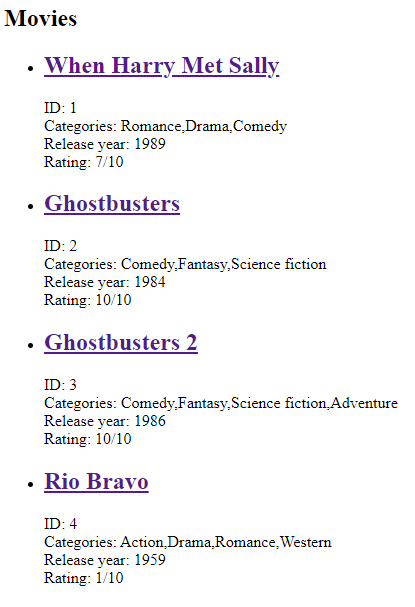 Movies
When Harry Met Sally
ID: 1
Categories: Romance,Drama,Comedy
Release year: 1989
Rating: 7/10
Ghostbusters
ID: 2
Categories: Comedy,Fantasy,Science fiction
Release year: 1984
Rating: 10/10
Ghostbusters 2
ID: 3
Categories: Comedy,Fantasy,Science fiction,Adventure
Release year: 1986
Rating: 10/10
Rio Bravo
ID: 4
Categories: Action,Drama,Romance,Western
Release year: 1959
Rating: 1/10